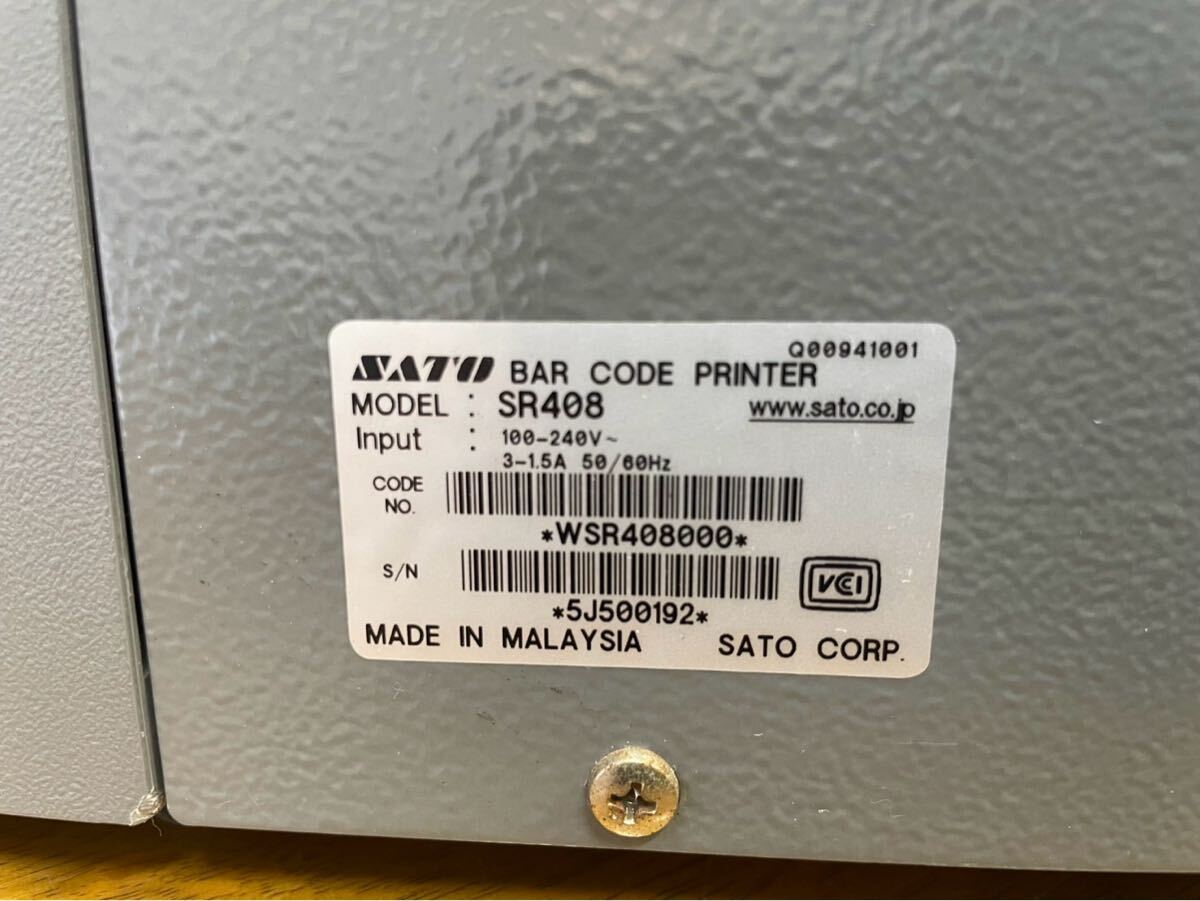 Q00941001
SATO BAR CODE PRINTER
MODEL : SR408
www.sato.co.jp
Input : 100-240V~
3-1.5A 50/60Hz
CODE NO.
*WSR408000*
S/N
*5J500192*
VCCI
MADE IN MALAYSIA SATO CORP.